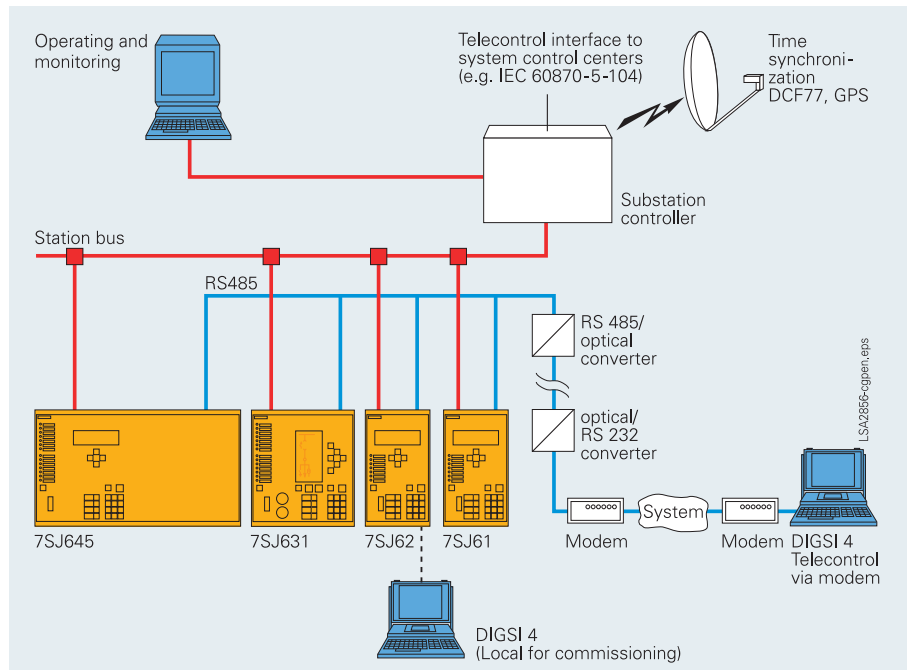 Operating and
monitoring
Telecontrol interface to
system control centers
(e.g. IEC 60870-5-104)
Time
synchroni-
zation
DCF77, GPS
Substation
controller
Station bus
RS485
RS 485/
optical
converter
optical/
RS 232
converter
LSA2856-cgpen.eps
7SJ645
7SJ631
7SJ62
7SJ61
Modem
System
Modem
DIGSI 4
Telecontrol
via modem
DIGSI 4
(Local for commissioning)